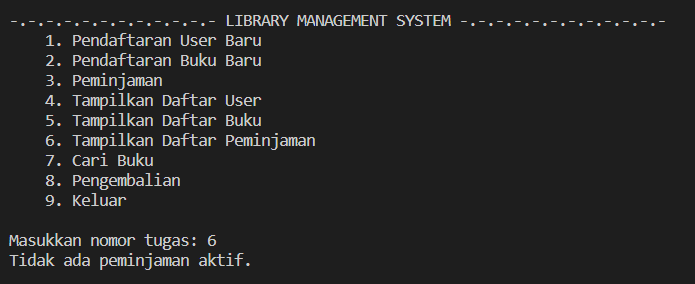 -.-.-.-.-.-.-.-.-.-.-.- LIBRARY MANAGEMENT SYSTEM -.-.-.-.-.-.-.-.-.-.-.-
1. Pendaftaran User Baru
2. Pendaftaran Buku Baru
3. Peminjaman
4. Tampilkan Daftar User
5. Tampilkan Daftar Buku
6. Tampilkan Daftar Peminjaman
7. Cari Buku
8. Pengembalian
9. Keluar
Masukkan nomor tugas: 6
Tidak ada peminjaman aktif.